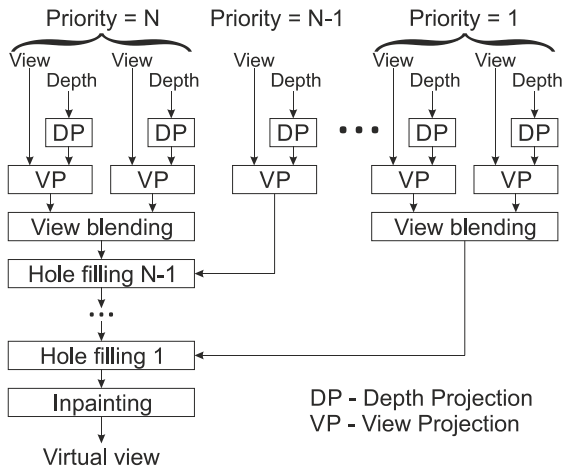 Priority = N Priority = N-1 Priority = 1
View View View View View
Depth Depth Depth Depth Depth
DP DP DP DP DP
VP VP VP VP VP
View blending View blending
Hole filling N-1
Hole filling 1
Inpainting
DP - Depth Projection
VP - View Projection
Virtual view